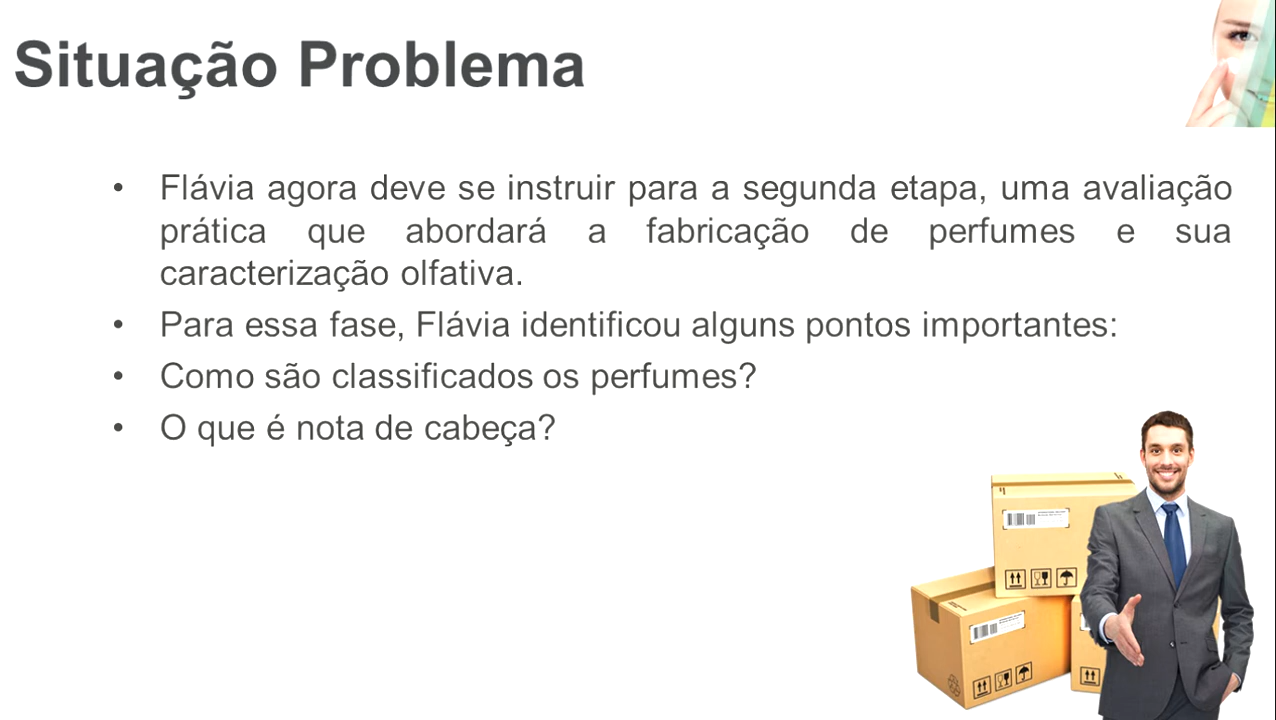 Situação Problema
• Flávia agora deve se instruir para a segunda etapa, uma avaliação
prática que abordará a fabricação de perfumes e sua
caracterização olfativa.
• Para essa fase, Flávia identificou alguns pontos importantes:
• Como são classificados os perfumes?
• O que é nota de cabeça?